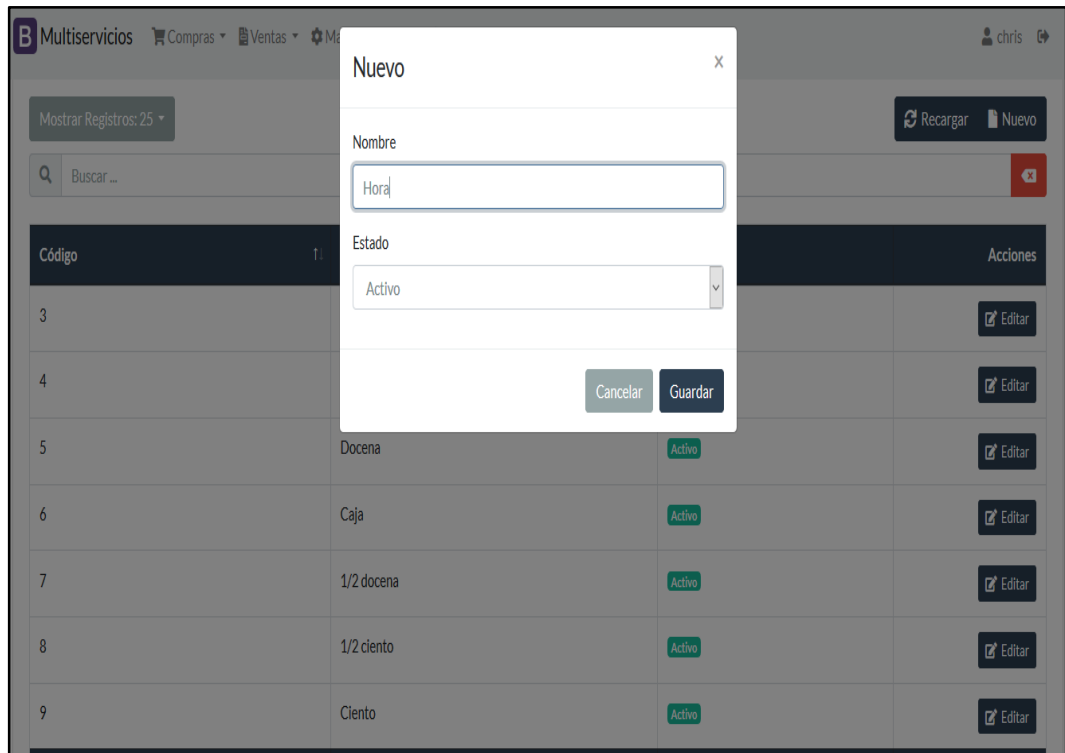 B Multiservicios Compras Ventas Ma chris
Nuevo x
Mostrar Registros: 25 Recargar Nuevo
Nombre
Buscar ...
Hora
Estado
Código Acciones
Activo
3 Editar
4 Editar
Cancelar Guardar
5 Docena Activo Editar
6 Caja Activo Editar
7 1/2 docena Activo Editar
8 1/2 ciento Activo Editar
9 Ciento Activo Editar